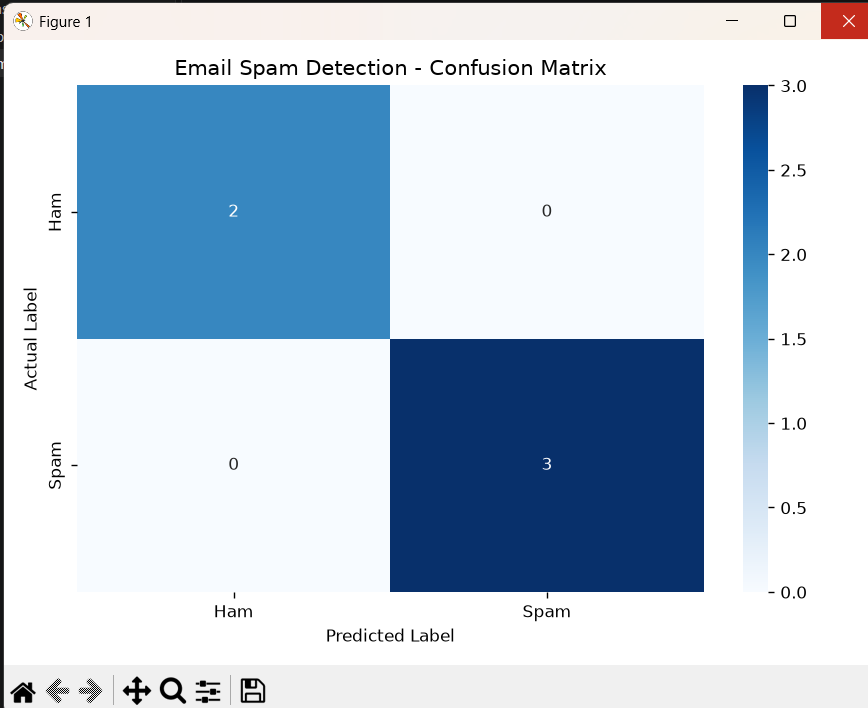 Figure 1
Email Spam Detection - Confusion Matrix
Actual Label
Ham
2
0
Spam
0
3
Ham
Spam
Predicted Label
3.0
2.5
2.0
1.5
1.0
0.5
0.0